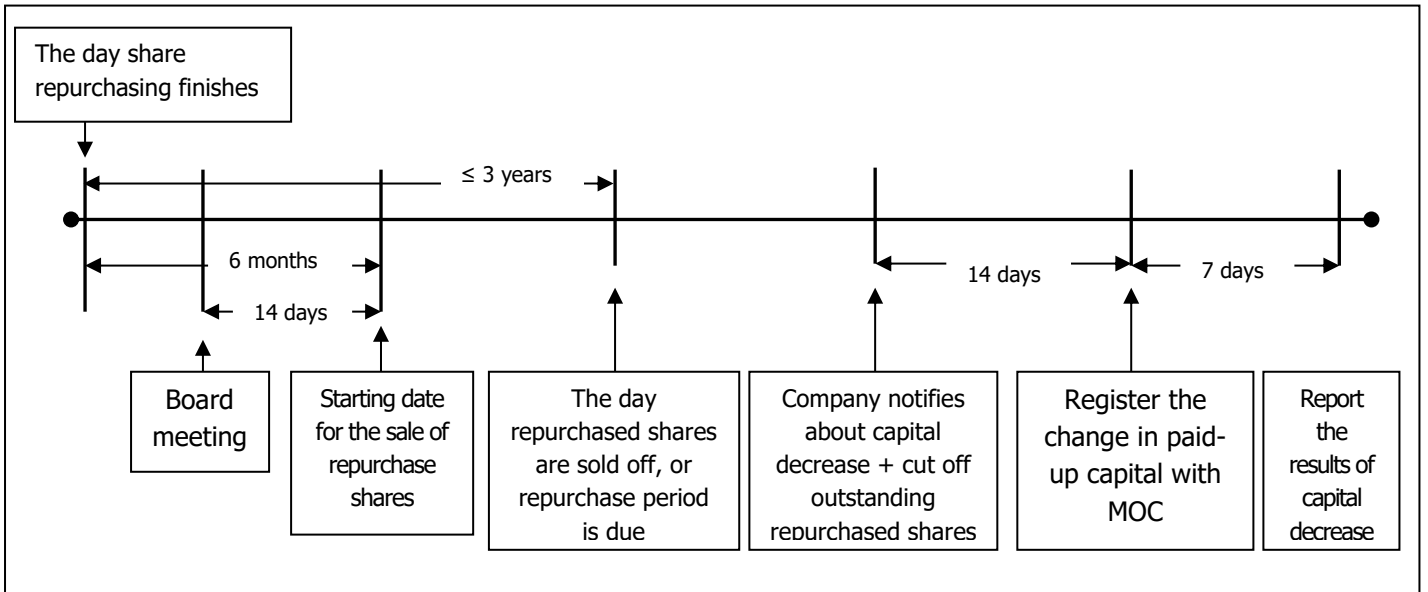 The day share
repurchasing finishes
≤ 3 years
6 months
14 days
14 days
7 days
Board
meeting
Starting date
for the sale of
repurchase
shares
The day
repurchased shares
are sold off, or
repurchase period
is due
Company notifies
about capital
decrease + cut off
outstanding
repurchased shares
Register the
change in paid-
up capital with
MOC
Report
the
results of
capital
decrease